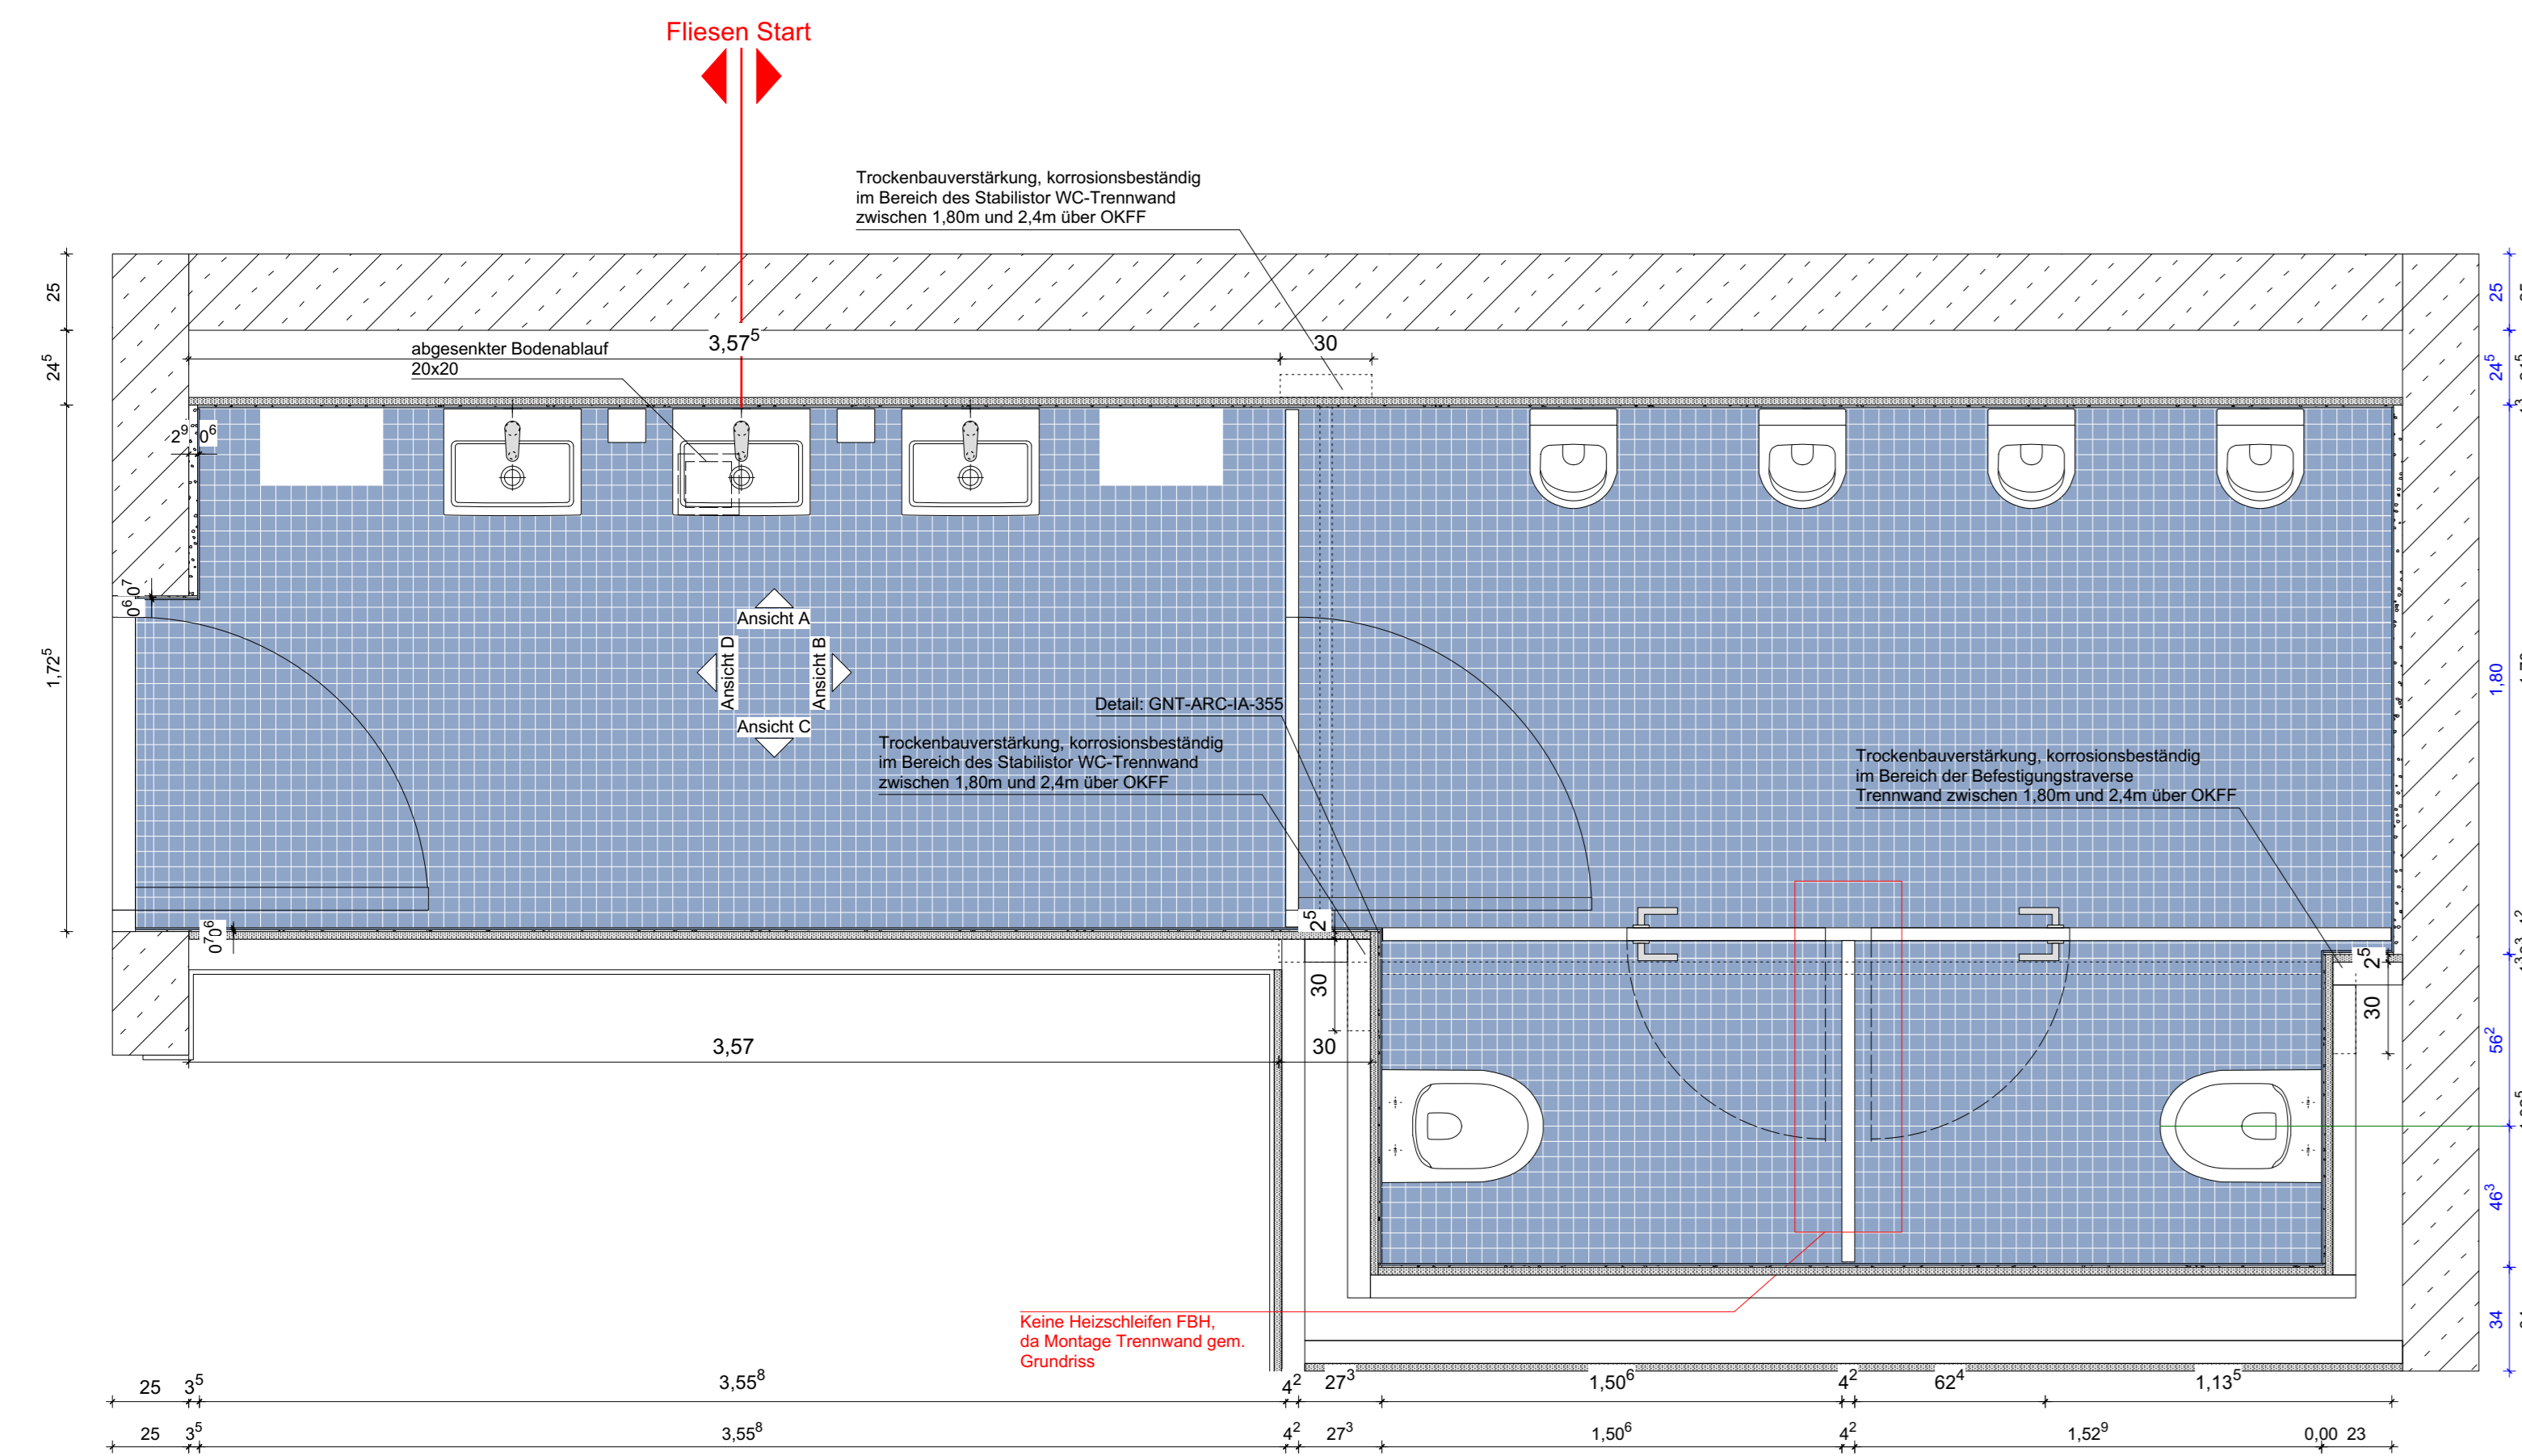 Fliesen Start
Trockenbauverstärkung, korrosionsbeständig
im Bereich des Stabilistor WC-Trennwand
zwischen 1,80m und 2,4m über OKFF
25
24⁵
1,72⁵
3,57⁵
30
abgesenkter Bodenablauf
20x20
2⁹ 0⁶
0⁶ 0⁷
Ansicht A
Ansicht D
Ansicht B
Ansicht C
Detail: GNT-ARC-IA-355
Trockenbauverstärkung, korrosionsbeständig
im Bereich des Stabilistor WC-Trennwand
zwischen 1,80m und 2,4m über OKFF
Trockenbauverstärkung, korrosionsbeständig
im Bereich der Befestigungstraverse
Trennwand zwischen 1,80m und 2,4m über OKFF
0⁷ 0⁶
2⁵
30
2⁵
30
3,57
30
25
24⁵
1,80
56²
46³
34
Keine Heizschleifen FBH,
da Montage Trennwand gem.
Grundriss
25 3⁵ 3,55⁸ 4² 27³ 1,50⁶ 4² 62⁴ 1,13⁵
25 3⁵ 3,55⁸ 4² 27³ 1,50⁶ 4² 1,52⁹ 0,00 23